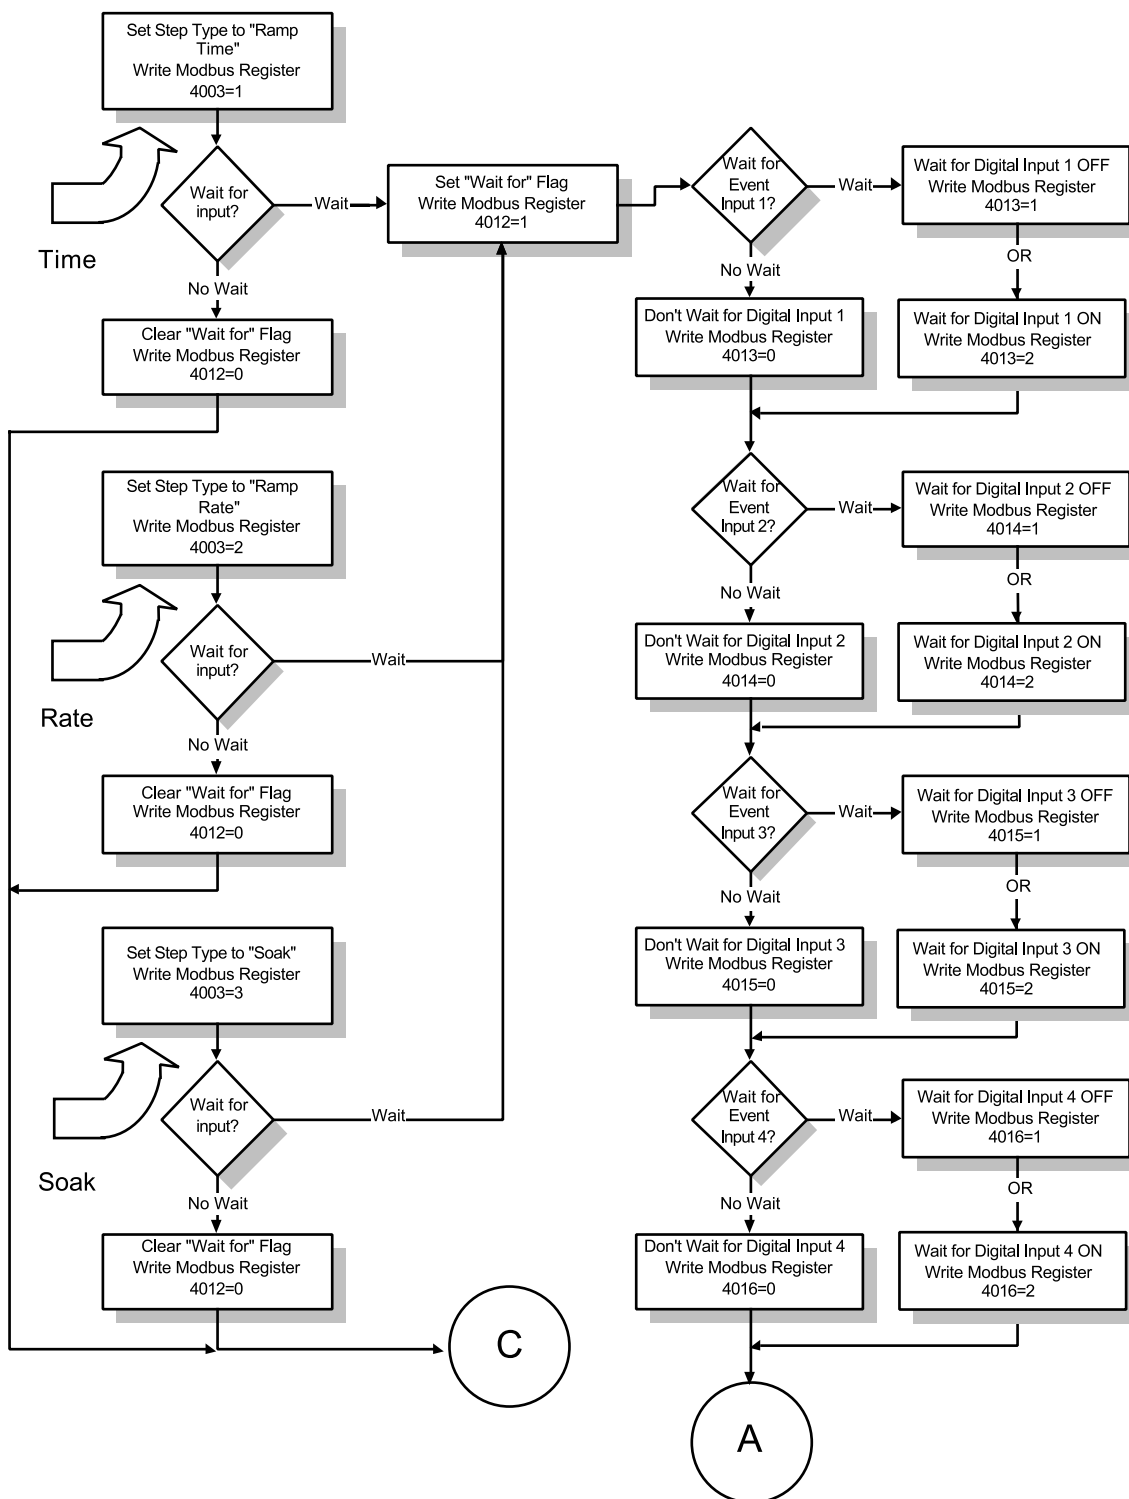 Set Step Type to "Ramp
Time"
Write Modbus Register
4003=1
Wait for
input?
Wait
Time
No Wait
Clear "Wait for" Flag
Write Modbus Register
4012=0
Set "Wait for" Flag
Write Modbus Register
4012=1
Set Step Type to "Ramp
Rate"
Write Modbus Register
4003=2
Wait for
input?
Wait
Rate
No Wait
Clear "Wait for" Flag
Write Modbus Register
4012=0
Set Step Type to "Soak"
Write Modbus Register
4003=3
Wait for
input?
Wait
Soak
No Wait
Clear "Wait for" Flag
Write Modbus Register
4012=0
C
Wait for
Event
Input 1?
Wait
Wait for Digital Input 1 OFF
Write Modbus Register
4013=1
OR
No Wait
Don't Wait for Digital Input 1
Write Modbus Register
4013=0
Wait for Digital Input 1 ON
Write Modbus Register
4013=2
Wait for
Event
Input 2?
Wait
Wait for Digital Input 2 OFF
Write Modbus Register
4014=1
OR
No Wait
Don't Wait for Digital Input 2
Write Modbus Register
4014=0
Wait for Digital Input 2 ON
Write Modbus Register
4014=2
Wait for
Event
Input 3?
Wait
Wait for Digital Input 3 OFF
Write Modbus Register
4015=1
OR
No Wait
Don't Wait for Digital Input 3
Write Modbus Register
4015=0
Wait for Digital Input 3 ON
Write Modbus Register
4015=2
Wait for
Event
Input 4?
Wait
Wait for Digital Input 4 OFF
Write Modbus Register
4016=1
OR
No Wait
Don't Wait for Digital Input 4
Write Modbus Register
4016=0
Wait for Digital Input 4 ON
Write Modbus Register
4016=2
A